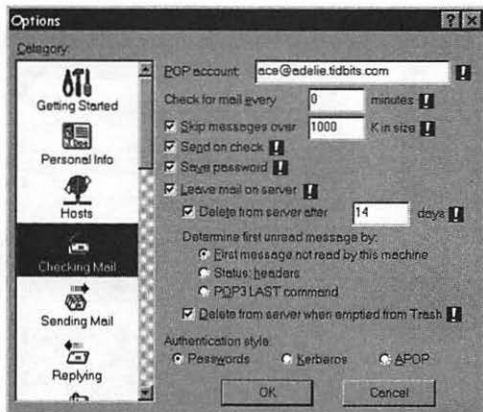 Options
Category:
Getting Started
Personal Info
Hosts
Checking Mail
Sending Mail
Replying
POP account: ace@adelie.tidbits.com
Check for mail every 0 minutes
Skip messages over 1000 K in size
Send on check
Save password
Leave mail on server
Delete from server after 14 days
Determine first unread message by:
First message not read by this machine
Status: headers
POP3 LAST command
Delete from server when emptied from Trash
Authentication style:
Passwords Kerberos APOP
OK Cancel